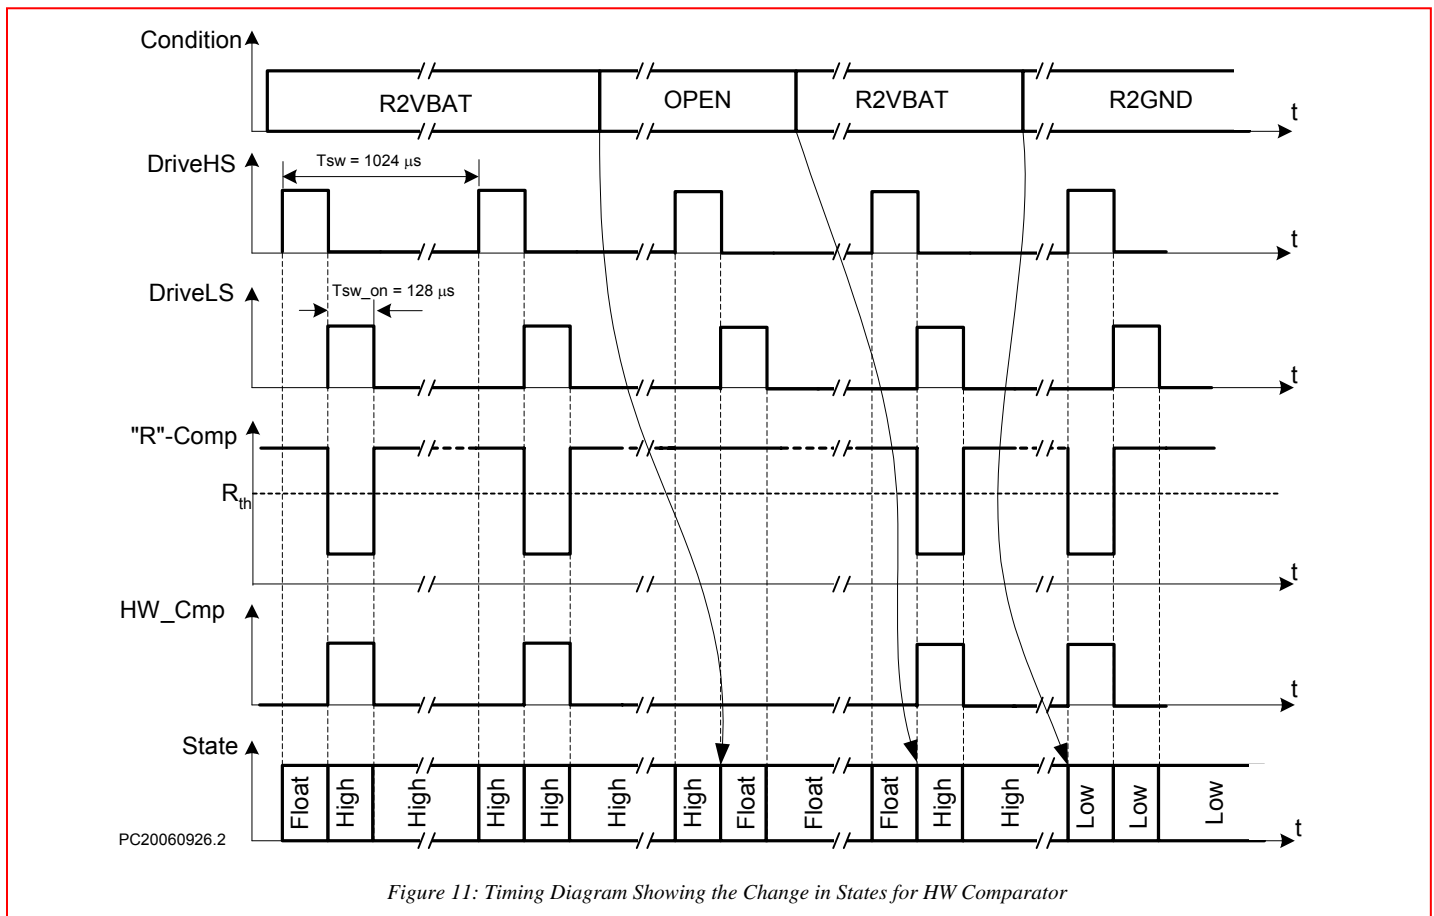 Condition
R2VBAT
OPEN
R2VBAT
R2GND
t
DriveHS
Tsw = 1024 μs
t
DriveLS
Tsw_on = 128 μs
t
"R"-Comp
Rth
t
HW_Cmp
t
State
Float
High
High
High
High
High
High
Float
Float
Float
High
High
Low
Low
Low
t
PC20060926.2
Figure 11: Timing Diagram Showing the Change in States for HW Comparator